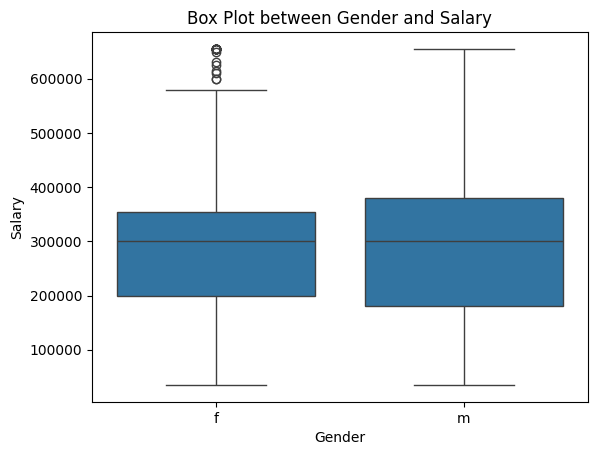 Box Plot between Gender and Salary
600000
500000
400000
300000
200000
100000
Salary
f
m
Gender